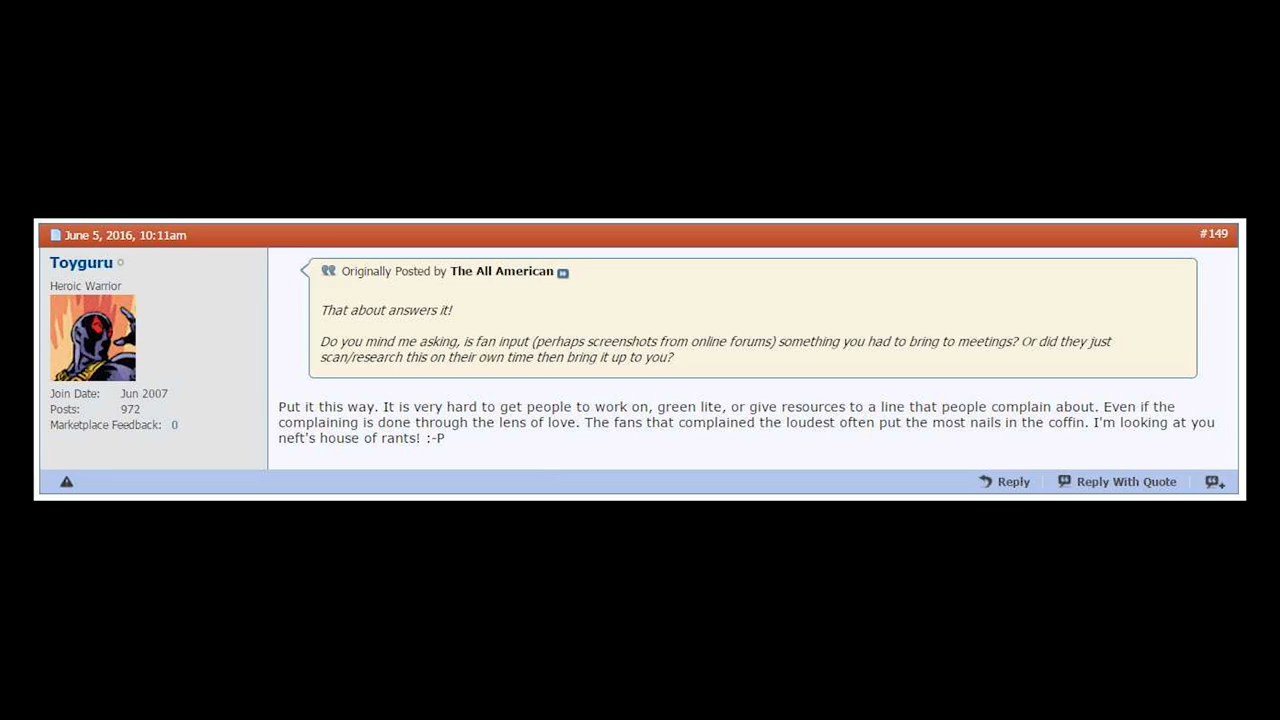 June 5, 2016, 10:11am
#149
Toyguru
Heroic Warrior
Join Date: Jun 2007
Posts: 972
Marketplace Feedback: 0
Originally Posted by The All American
That about answers it!
Do you mind me asking, is fan input (perhaps screenshots from online forums) something you had to bring to meetings? Or did they just
scan/research this on their own time then bring it up to you?
Put it this way. It is very hard to get people to work on, green lite, or give resources to a line that people complain about. Even if the
complaining is done through the lens of love. The fans that complained the loudest often put the most nails in the coffin. I'm looking at you
neft's house of rants! :-P
Reply
Reply With Quote